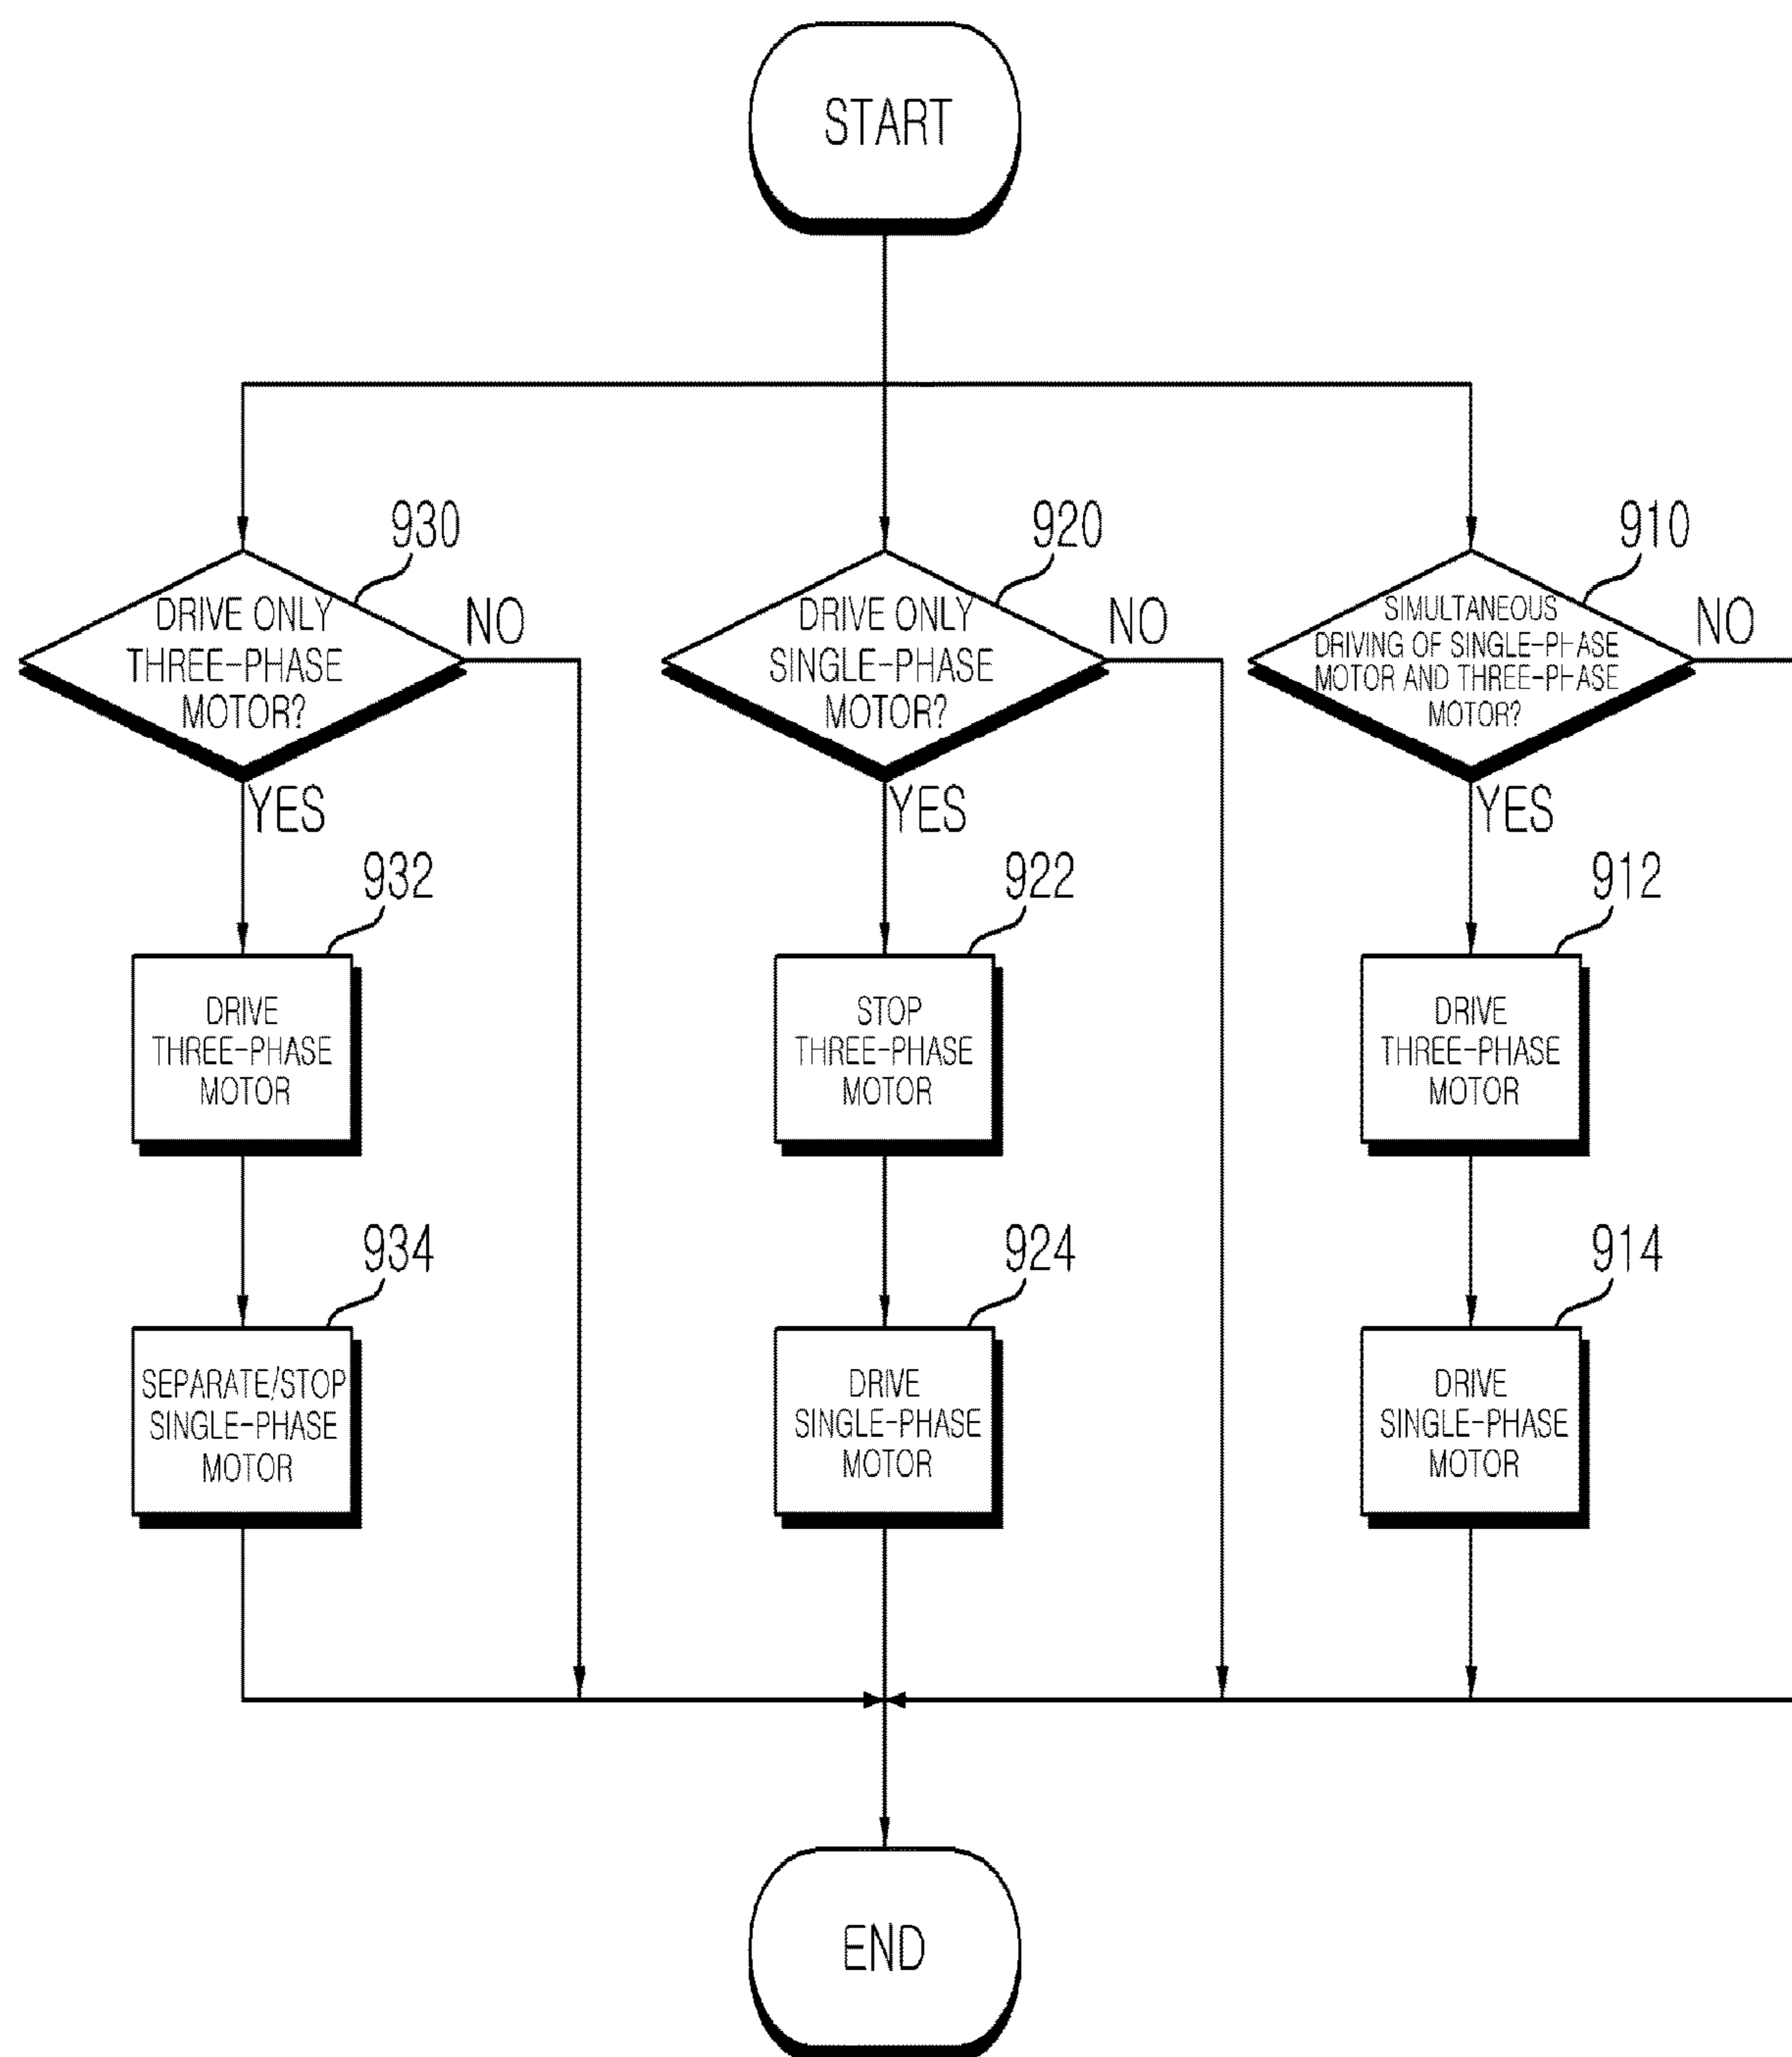 START
930
DRIVE ONLY
THREE-PHASE
MOTOR?
NO
YES
932
DRIVE
THREE-PHASE
MOTOR
934
SEPARATE/STOP
SINGLE-PHASE
MOTOR
920
DRIVE ONLY
SINGLE-PHASE
MOTOR?
NO
YES
922
STOP
THREE-PHASE
MOTOR
924
DRIVE
SINGLE-PHASE
MOTOR
910
SIMULTANEOUS
DRIVING OF SINGLE-PHASE
MOTOR AND THREE-PHASE
MOTOR?
NO
YES
912
DRIVE
THREE-PHASE
MOTOR
914
DRIVE
SINGLE-PHASE
MOTOR
END